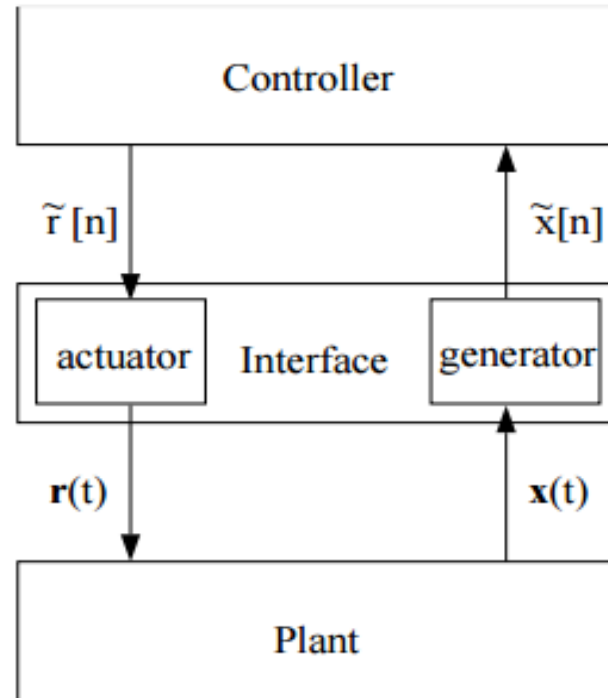 Controller
r̃ [n]
x̃[n]
actuator
Interface
generator
r(t)
x(t)
Plant